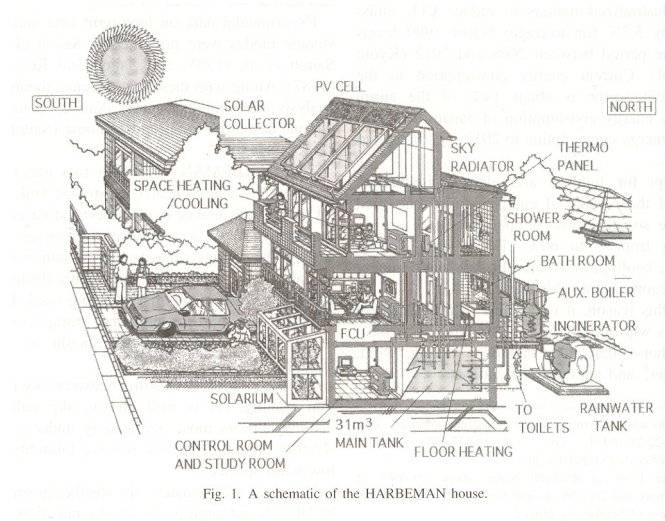 SOUTH
PV CELL
NORTH
SOLAR
COLLECTOR
SKY
RADIATOR
THERMO
PANEL
SPACE HEATING
/COOLING
SHOWER
ROOM
BATH ROOM
AUX. BOILER
INCINERATOR
FCU
SOLARIUM
31m³
MAIN TANK
TO
TOILETS
RAINWATER
TANK
CONTROL ROOM
AND STUDY ROOM
FLOOR HEATING
Fig. 1. A schematic of the HARBEMAN house.